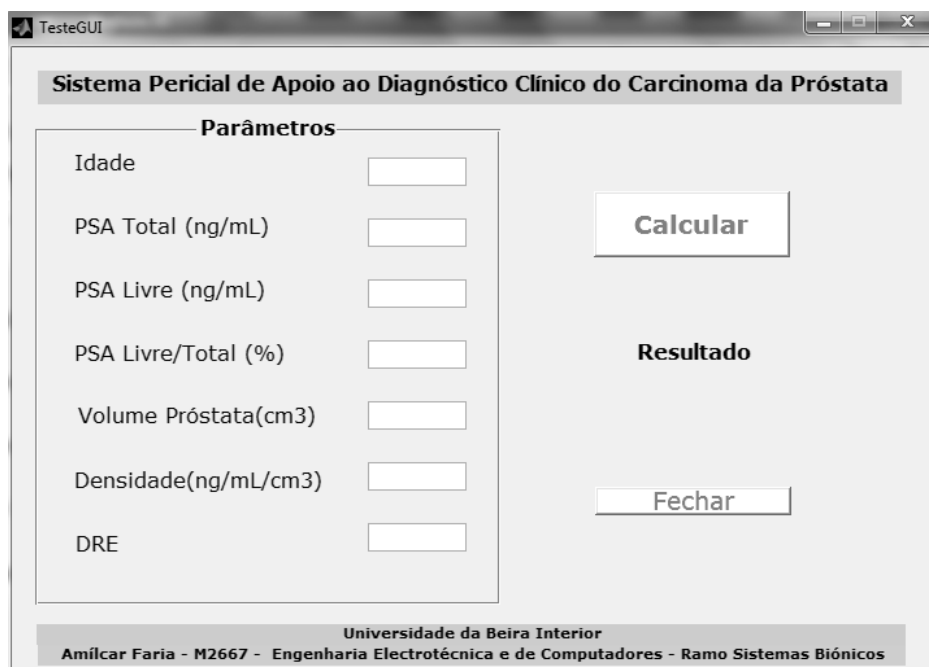 TesteGUI
Sistema Pericial de Apoio ao Diagnóstico Clínico do Carcinoma da Próstata
Parâmetros
Idade
PSA Total (ng/mL)
PSA Livre (ng/mL)
PSA Livre/Total (%)
Volume Próstata(cm3)
Densidade(ng/mL/cm3)
DRE
Calcular
Resultado
Fechar
Universidade da Beira Interior
Amílcar Faria - M2667 - Engenharia Electrotécnica e de Computadores - Ramo Sistemas Biónicos